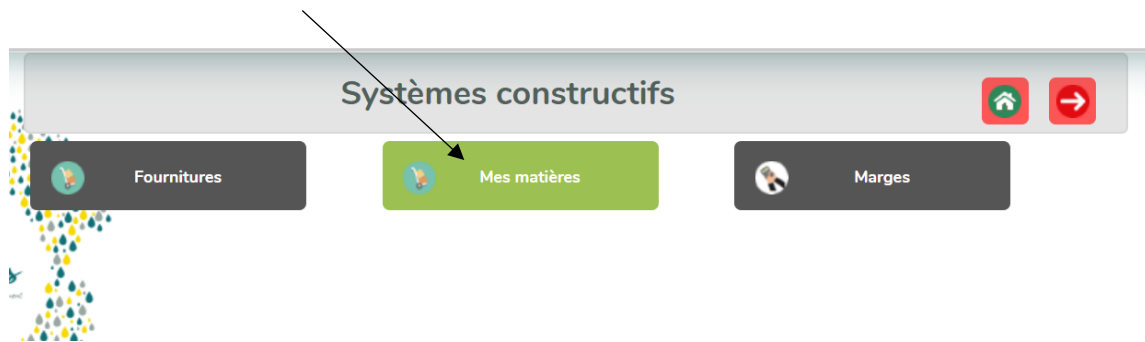 Systèmes constructifs
Fournitures
Mes matières
Marges